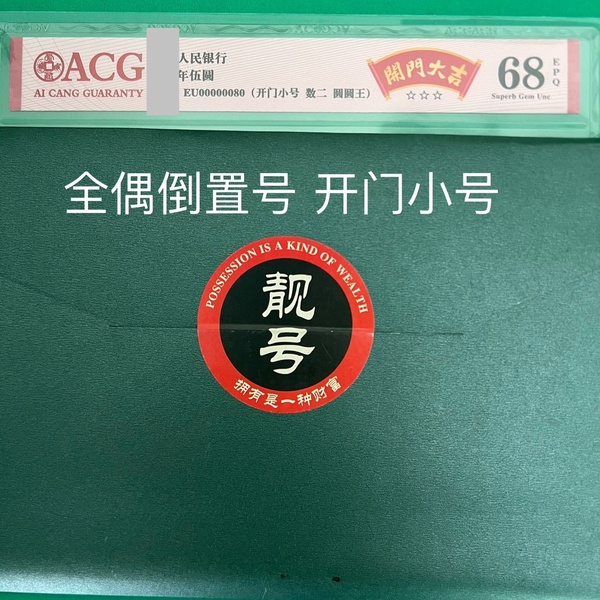 ACG
AI CANG GUARANTY
人民银行
年伍圓
EU00000080（开门小号 数二 圆圆王）
開門大吉
☆☆☆
68
EPQ
Superb Gem Unc
全偶倒置号 开门小号
POSSESSION IS A KIND OF WEALTH
靓号
拥有是一种财富